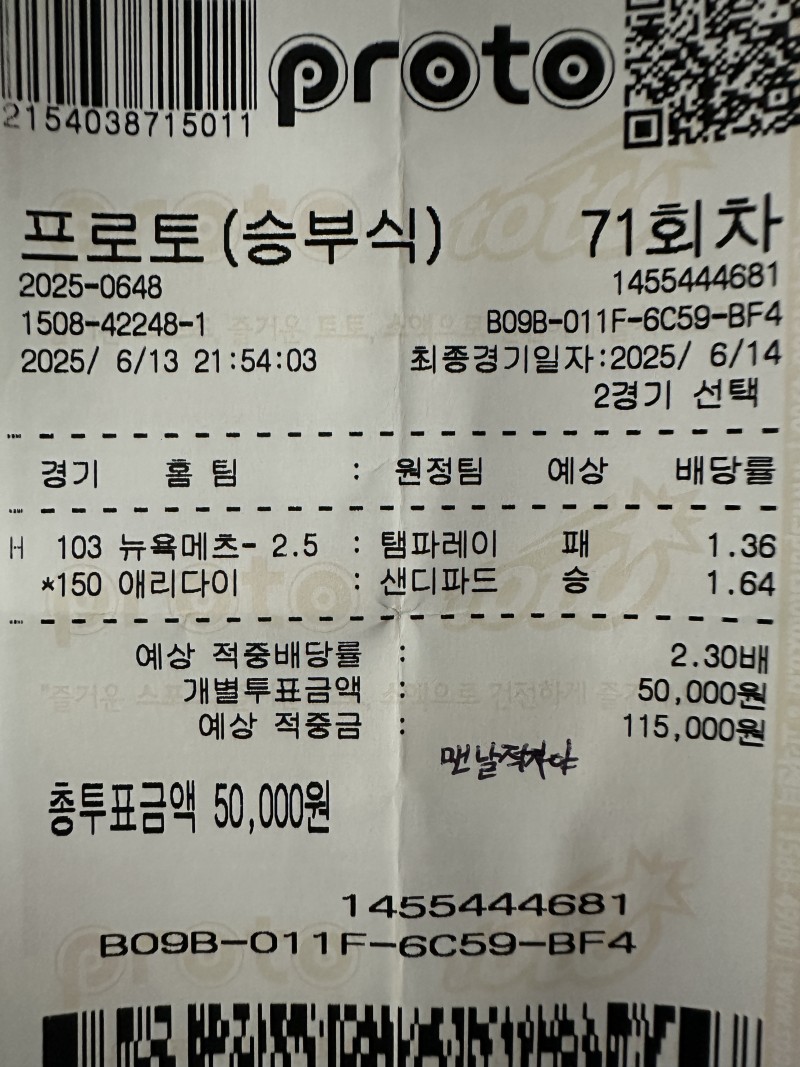 proto
2154038715011
프로토(승부식) 71회차
2025-0648 1455444681
1508-42248-1 B09B-011F-6C59-BF4
2025/ 6/13 21:54:03 최종경기일자:2025/ 6/14
2경기 선택
경기 홈 팀 : 원정팀 예상 배당률
H 103 뉴욕메츠- 2.5 : 탬파레이 패 1.36
*150 애리다이 : 샌디파드 승 1.64
예상 적중배당률 : 2.30배
개별투표금액 : 50,000원
예상 적중금 : 115,000원
맨날적자야
총투표금액 50,000원
1455444681
B09B-011F-6C59-BF4